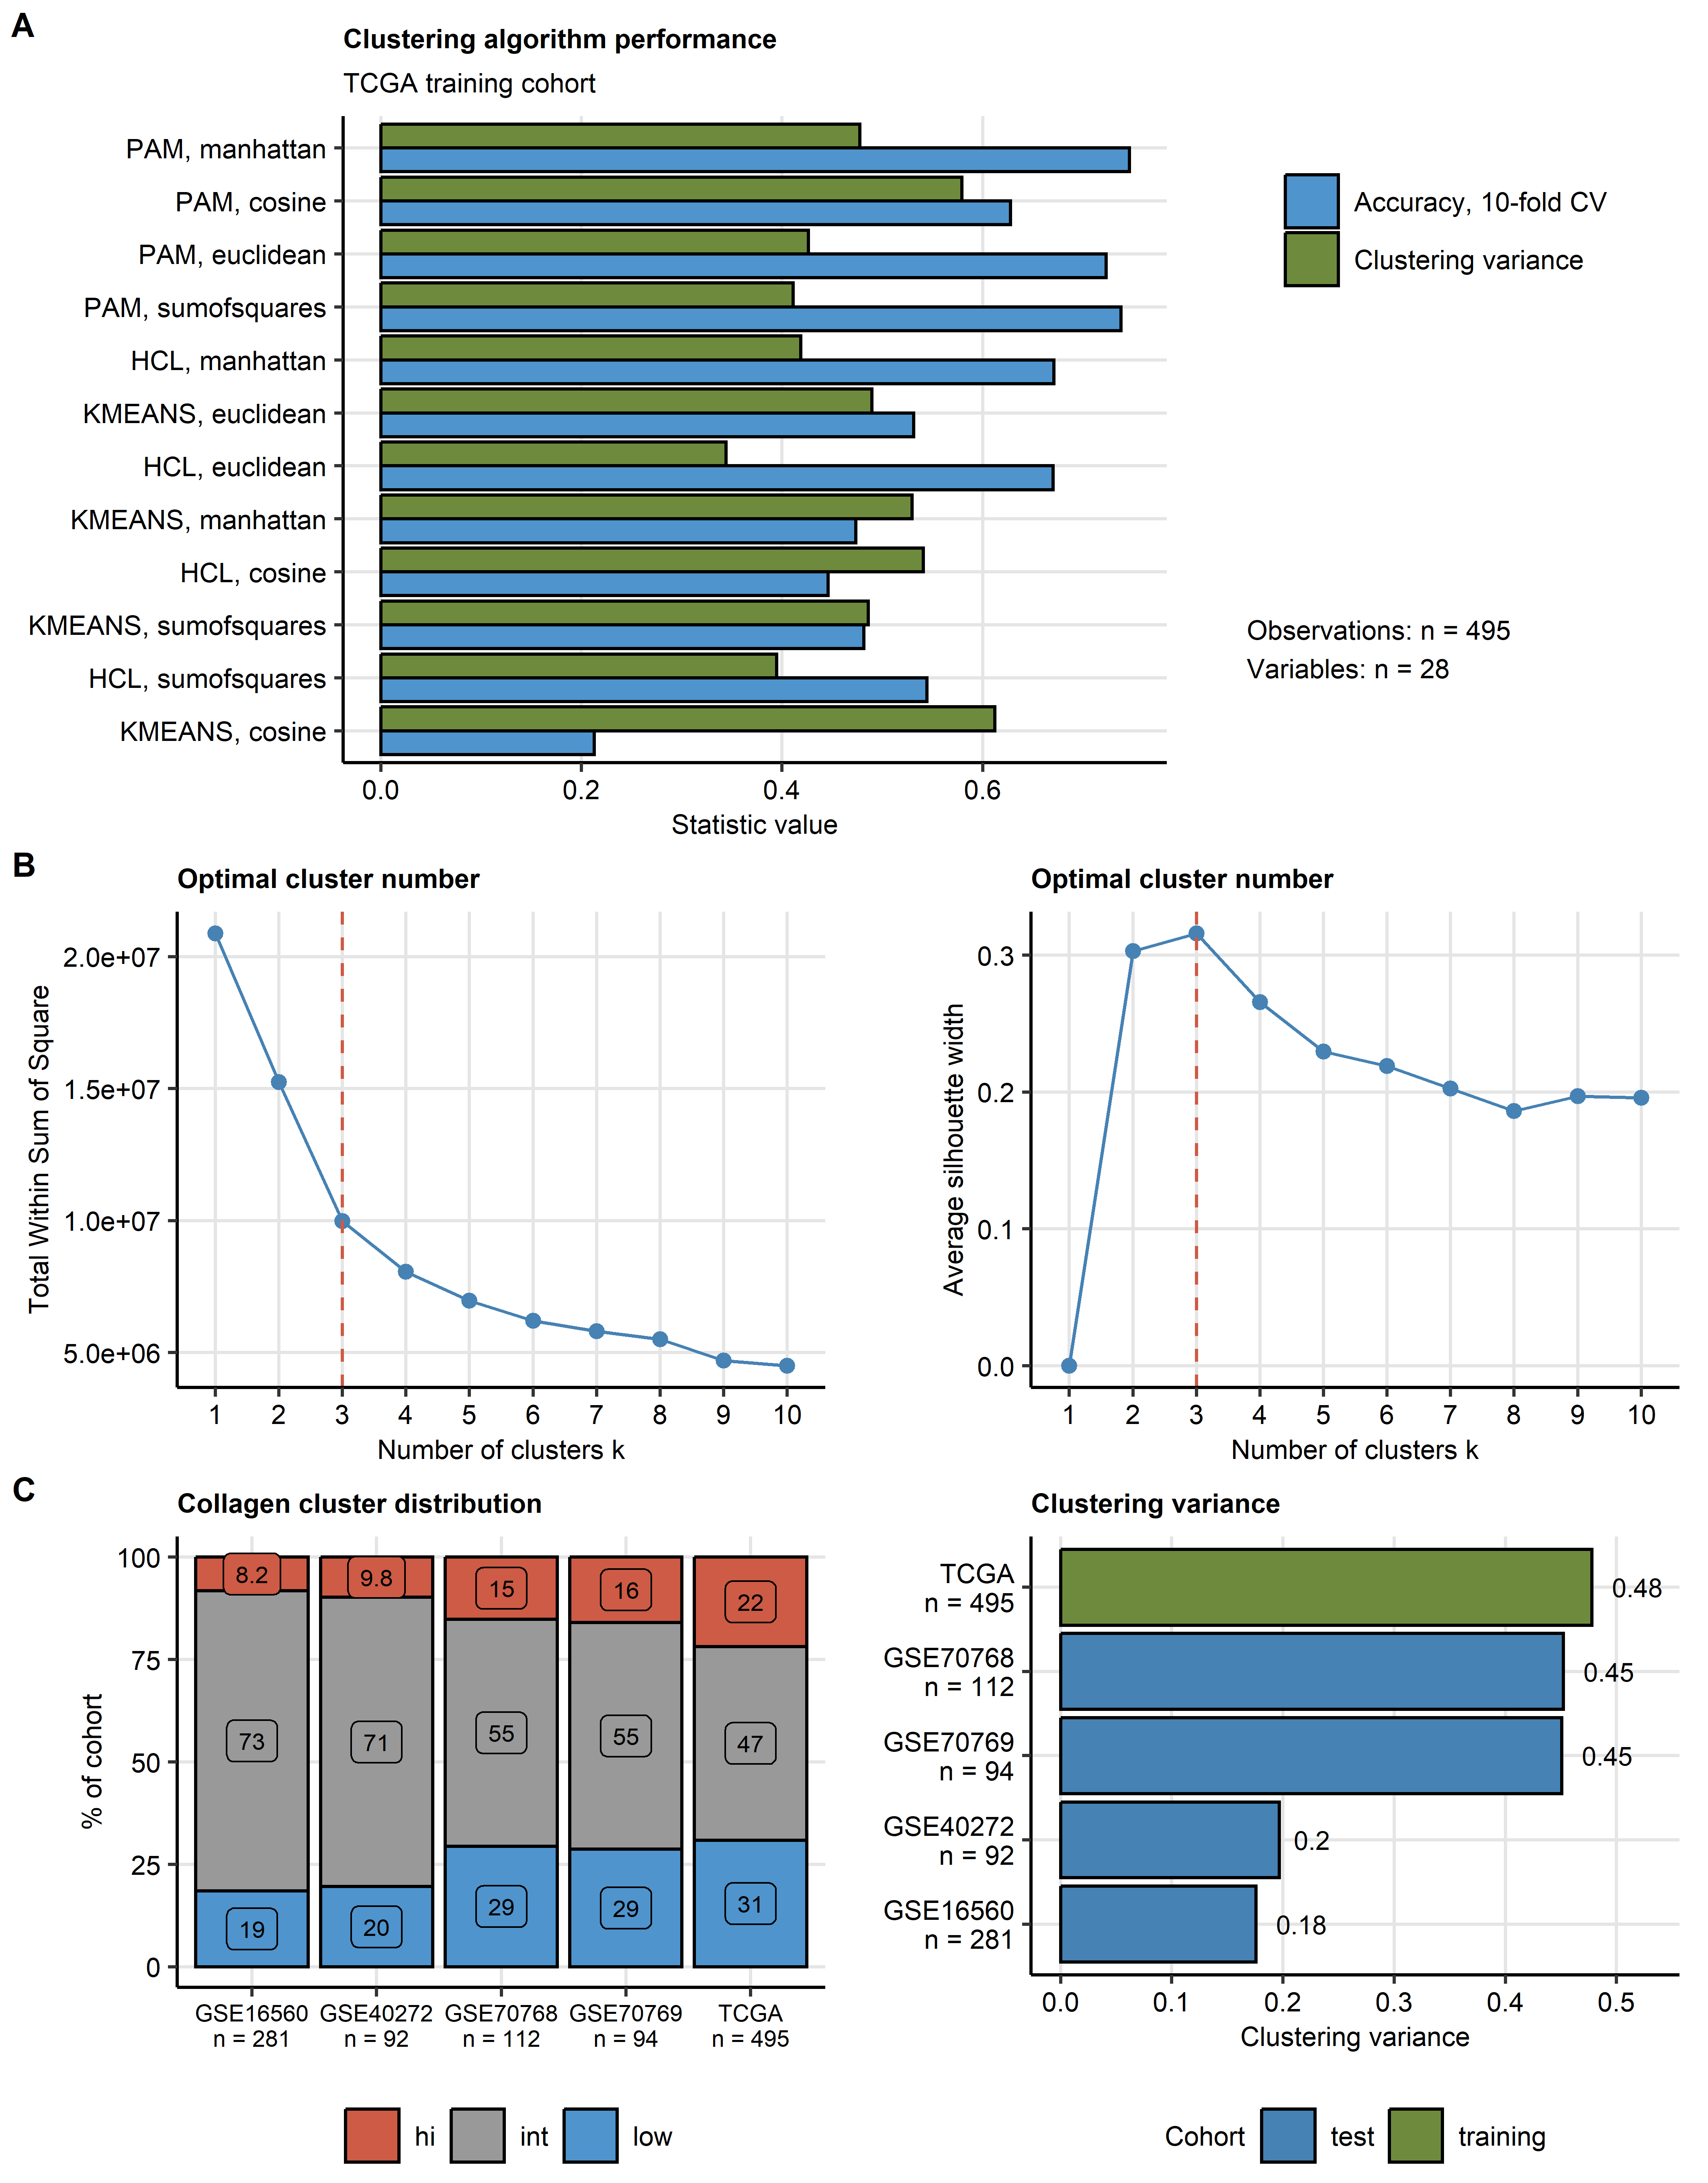 A
Clustering algorithm performance
TCGA training cohort
PAM, manhattan
PAM, cosine
PAM, euclidean
PAM, sumofsquares
HCL, manhattan
KMEANS, euclidean
HCL, euclidean
KMEANS, manhattan
HCL, cosine
KMEANS, sumofsquares
HCL, sumofsquares
KMEANS, cosine
0.0 0.2 0.4 0.6
Statistic value
Accuracy, 10-fold CV
Clustering variance
Observations: n = 495
Variables: n = 28
B
Optimal cluster number
Total Within Sum of Square
2.0e+07
1.5e+07
1.0e+07
5.0e+06
1 2 3 4 5 6 7 8 9 10
Number of clusters k
Optimal cluster number
Average silhouette width
0.3
0.2
0.1
0.0
1 2 3 4 5 6 7 8 9 10
Number of clusters k
C
Collagen cluster distribution
% of cohort
100
75
50
25
0
8.2 9.8 15 16 22
73 71 55 55 47
19 20 29 29 31
GSE16560 GSE40272 GSE70768 GSE70769 TCGA
n = 281 n = 92 n = 112 n = 94 n = 495
hi int low
Clustering variance
TCGA
n = 495
0.48
GSE70768
n = 112
0.45
GSE70769
n = 94
0.45
GSE40272
n = 92
0.2
GSE16560
n = 281
0.18
0.0 0.1 0.2 0.3 0.4 0.5
Clustering variance
Cohort test training